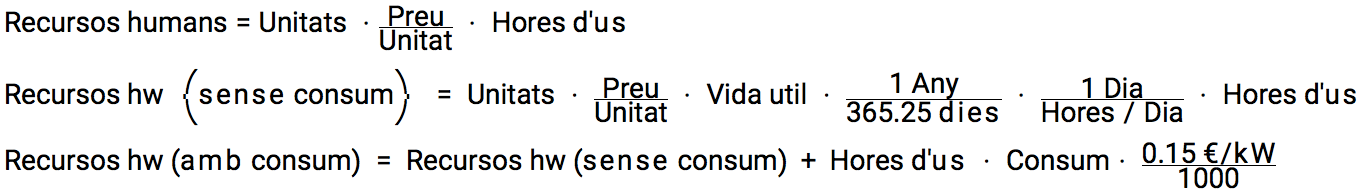 Recursos humans = Unitats · Preu/Unitat · Hores d'us
Recursos hw (sense consum) = Unitats · Preu/Unitat · Vida util · 1 Any/365.25 dies · 1 Dia/Hores / Dia · Hores d'us
Recursos hw (amb consum) = Recursos hw (sense consum) + Hores d'us · Consum · 0.15 €/kW/1000